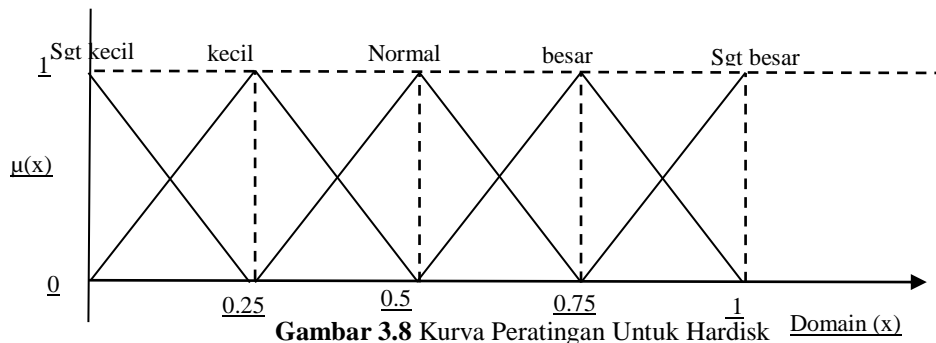 Sgt kecil kecil Normal besar Sgt besar
1
µ(x)
0
0.25 0.5 0.75 1
Domain (x)
Gambar 3.8 Kurva Peratingan Untuk Hardisk